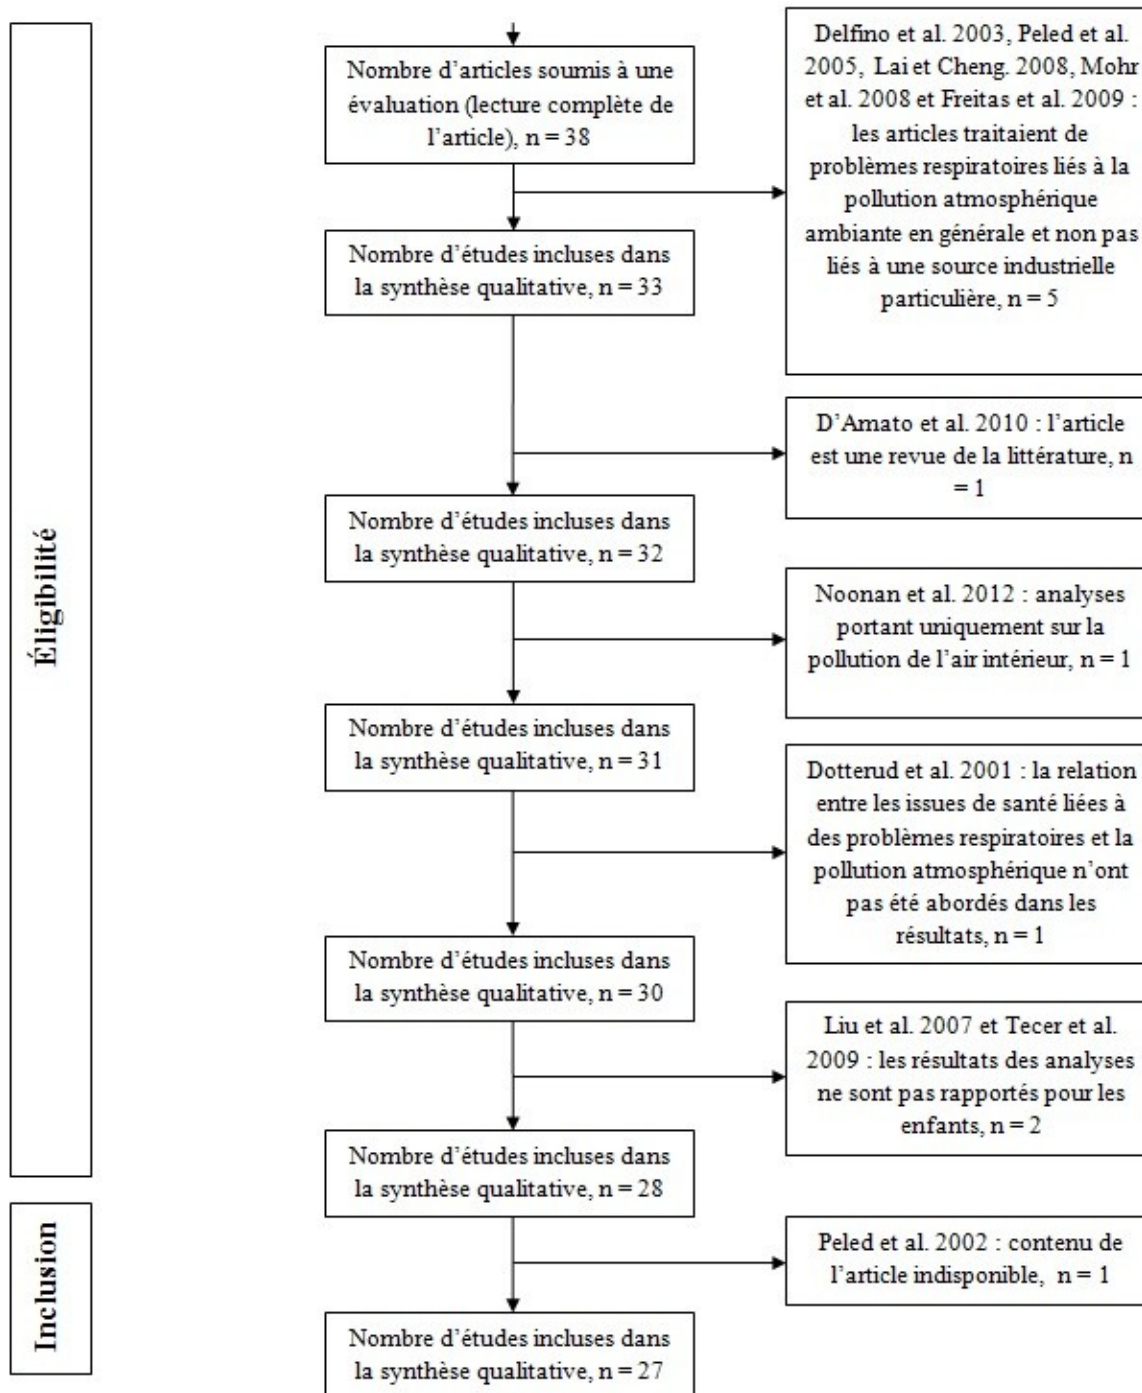 Éligibilité
Nombre d'articles soumis à une
évaluation (lecture complète de
l'article), n = 38
Delfino et al. 2003, Peled et al.
2005, Lai et Cheng. 2008, Mohr
et al. 2008 et Freitas et al. 2009 :
les articles traitaient de
problèmes respiratoires liés à la
pollution atmosphérique
ambiante en générale et non pas
liés à une source industrielle
particulière, n = 5
Nombre d'études incluses dans
la synthèse qualitative, n = 33
D'Amato et al. 2010 : l'article
est une revue de la littérature, n
= 1
Nombre d'études incluses dans
la synthèse qualitative, n = 32
Noonan et al. 2012 : analyses
portant uniquement sur la
pollution de l'air intérieur, n = 1
Nombre d'études incluses dans
la synthèse qualitative, n = 31
Dotterud et al. 2001 : la relation
entre les issues de santé liées à
des problèmes respiratoires et la
pollution atmosphérique n'ont
pas été abordés dans les
résultats, n = 1
Nombre d'études incluses dans
la synthèse qualitative, n = 30
Liu et al. 2007 et Tecer et al.
2009 : les résultats des analyses
ne sont pas rapportés pour les
enfants, n = 2
Nombre d'études incluses dans
la synthèse qualitative, n = 28
Inclusion
Peled et al. 2002 : contenu de
l'article indisponible, n = 1
Nombre d'études incluses dans
la synthèse qualitative, n = 27